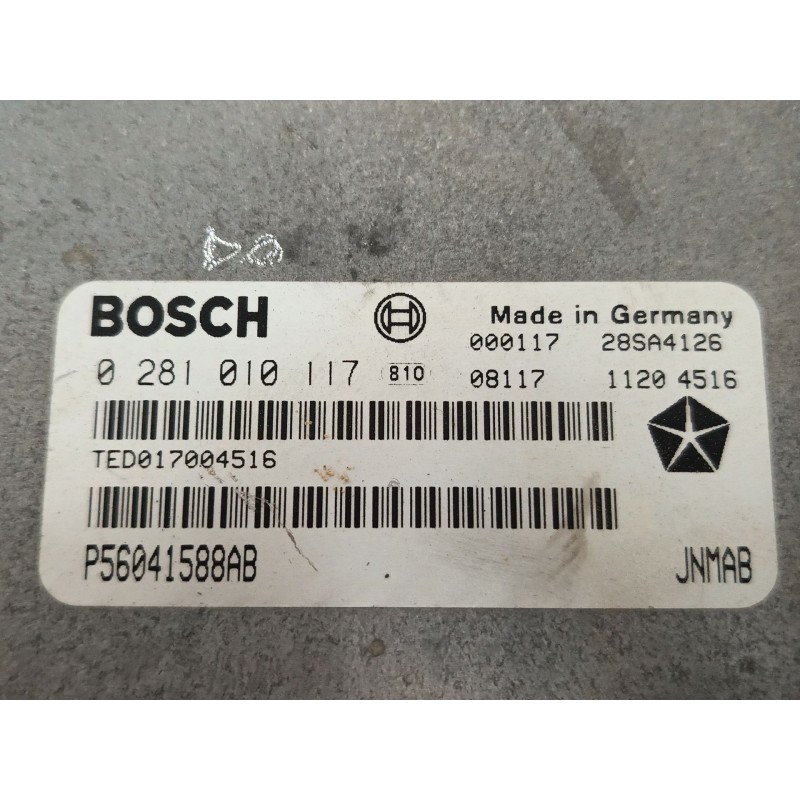 BOSCH Made in Germany
000117 28SA4126
0 281 010 117 810 08117 1120 4516
TED017004516
P56041588AB JNMAB